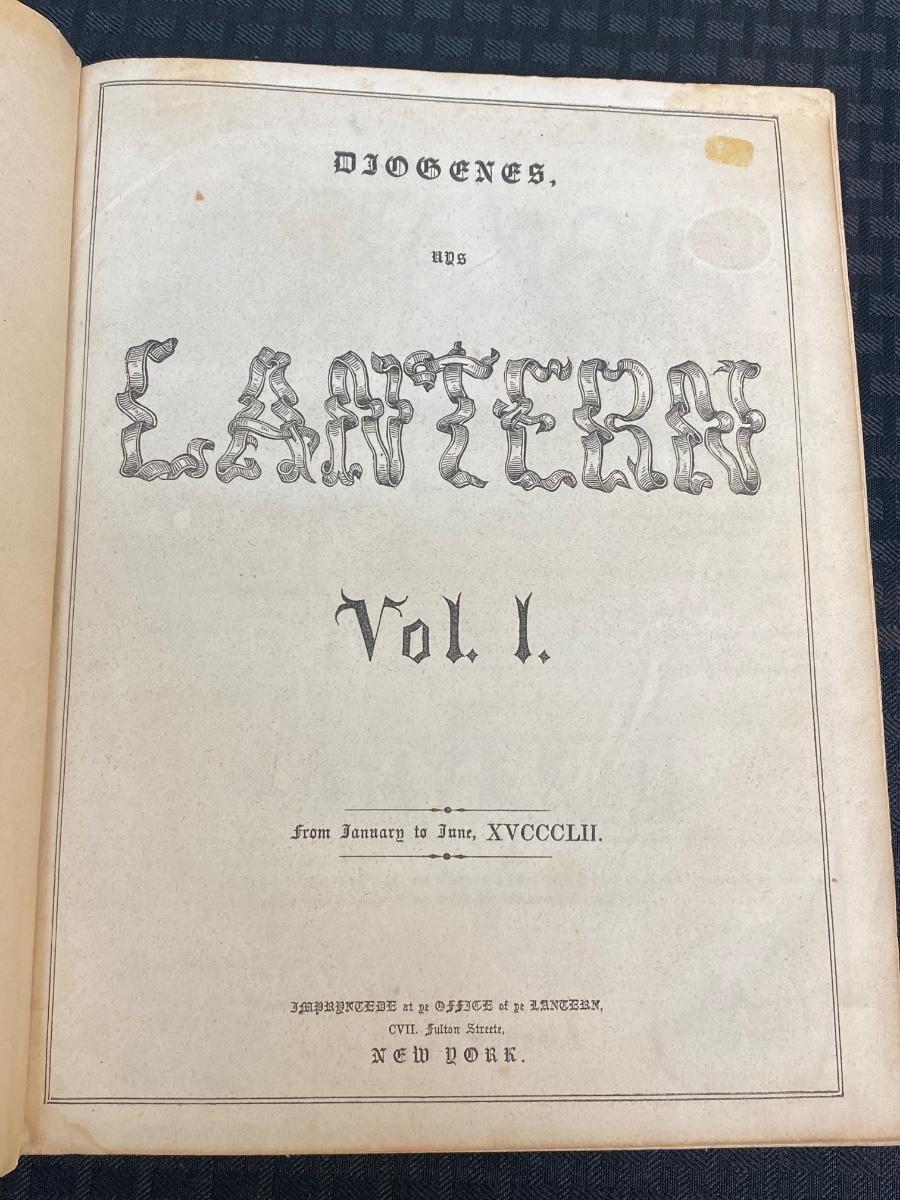 DIOGENES,
HYS
LANTERN
Vol. 1.
From January to June, XVCCCLII.
IMPRYNTEDE at ye OFFICE of ye LANTERN,
CVII. Fulton Streete,
NEW YORK.